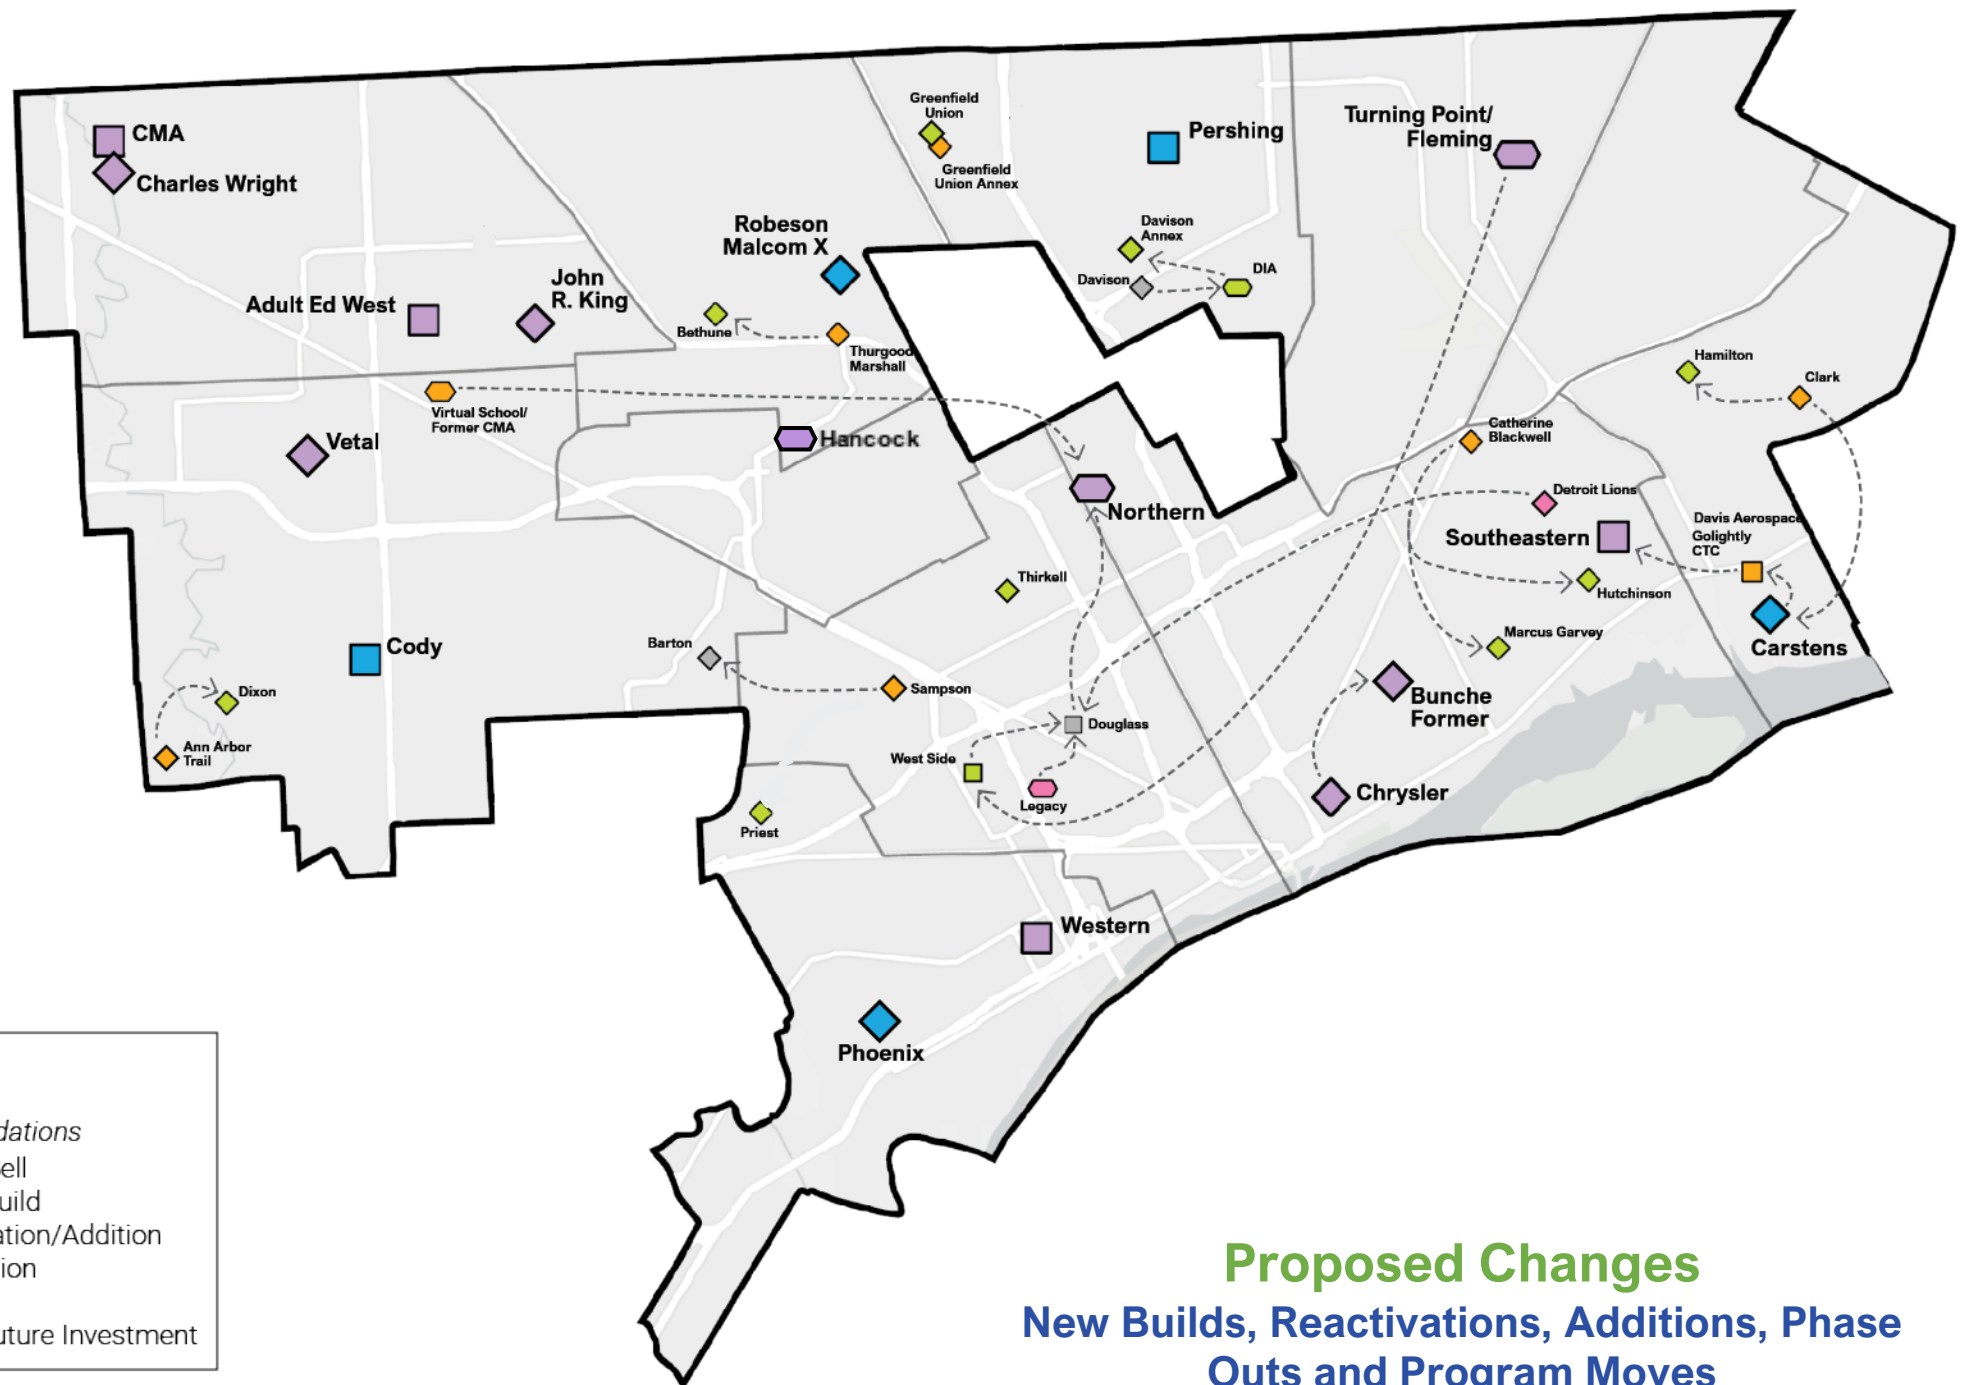 Greenfield
Union
Greenfield
Union Annex
CMA
Charles Wright
Pershing
Turning Point/
Fleming
Robeson
Malcom X
Davison
Annex
Davison
DIA
John
R. King
Adult Ed West
Bethune
Thurgood
Marshall
Hamilton
Clark
Virtual School/
Former CMA
Vetal
Hancock
Catherine
Blackwell
Northern
Detroit Lions
Southeastern
Davis Aerospace
Golightly
CTC
Thirkell
Hutchinson
Marcus Garvey
Carstens
Cody
Barton
Sampson
Dixon
Bunche
Former
Douglass
Ann Arbor
Trail
West Side
Legacy
Chrysler
Priest
Western
Phoenix
dations
ell
uild
ation/Addition
ion
uture Investment
Proposed Changes
New Builds, Reactivations, Additions, Phase
Outs and Program Moves